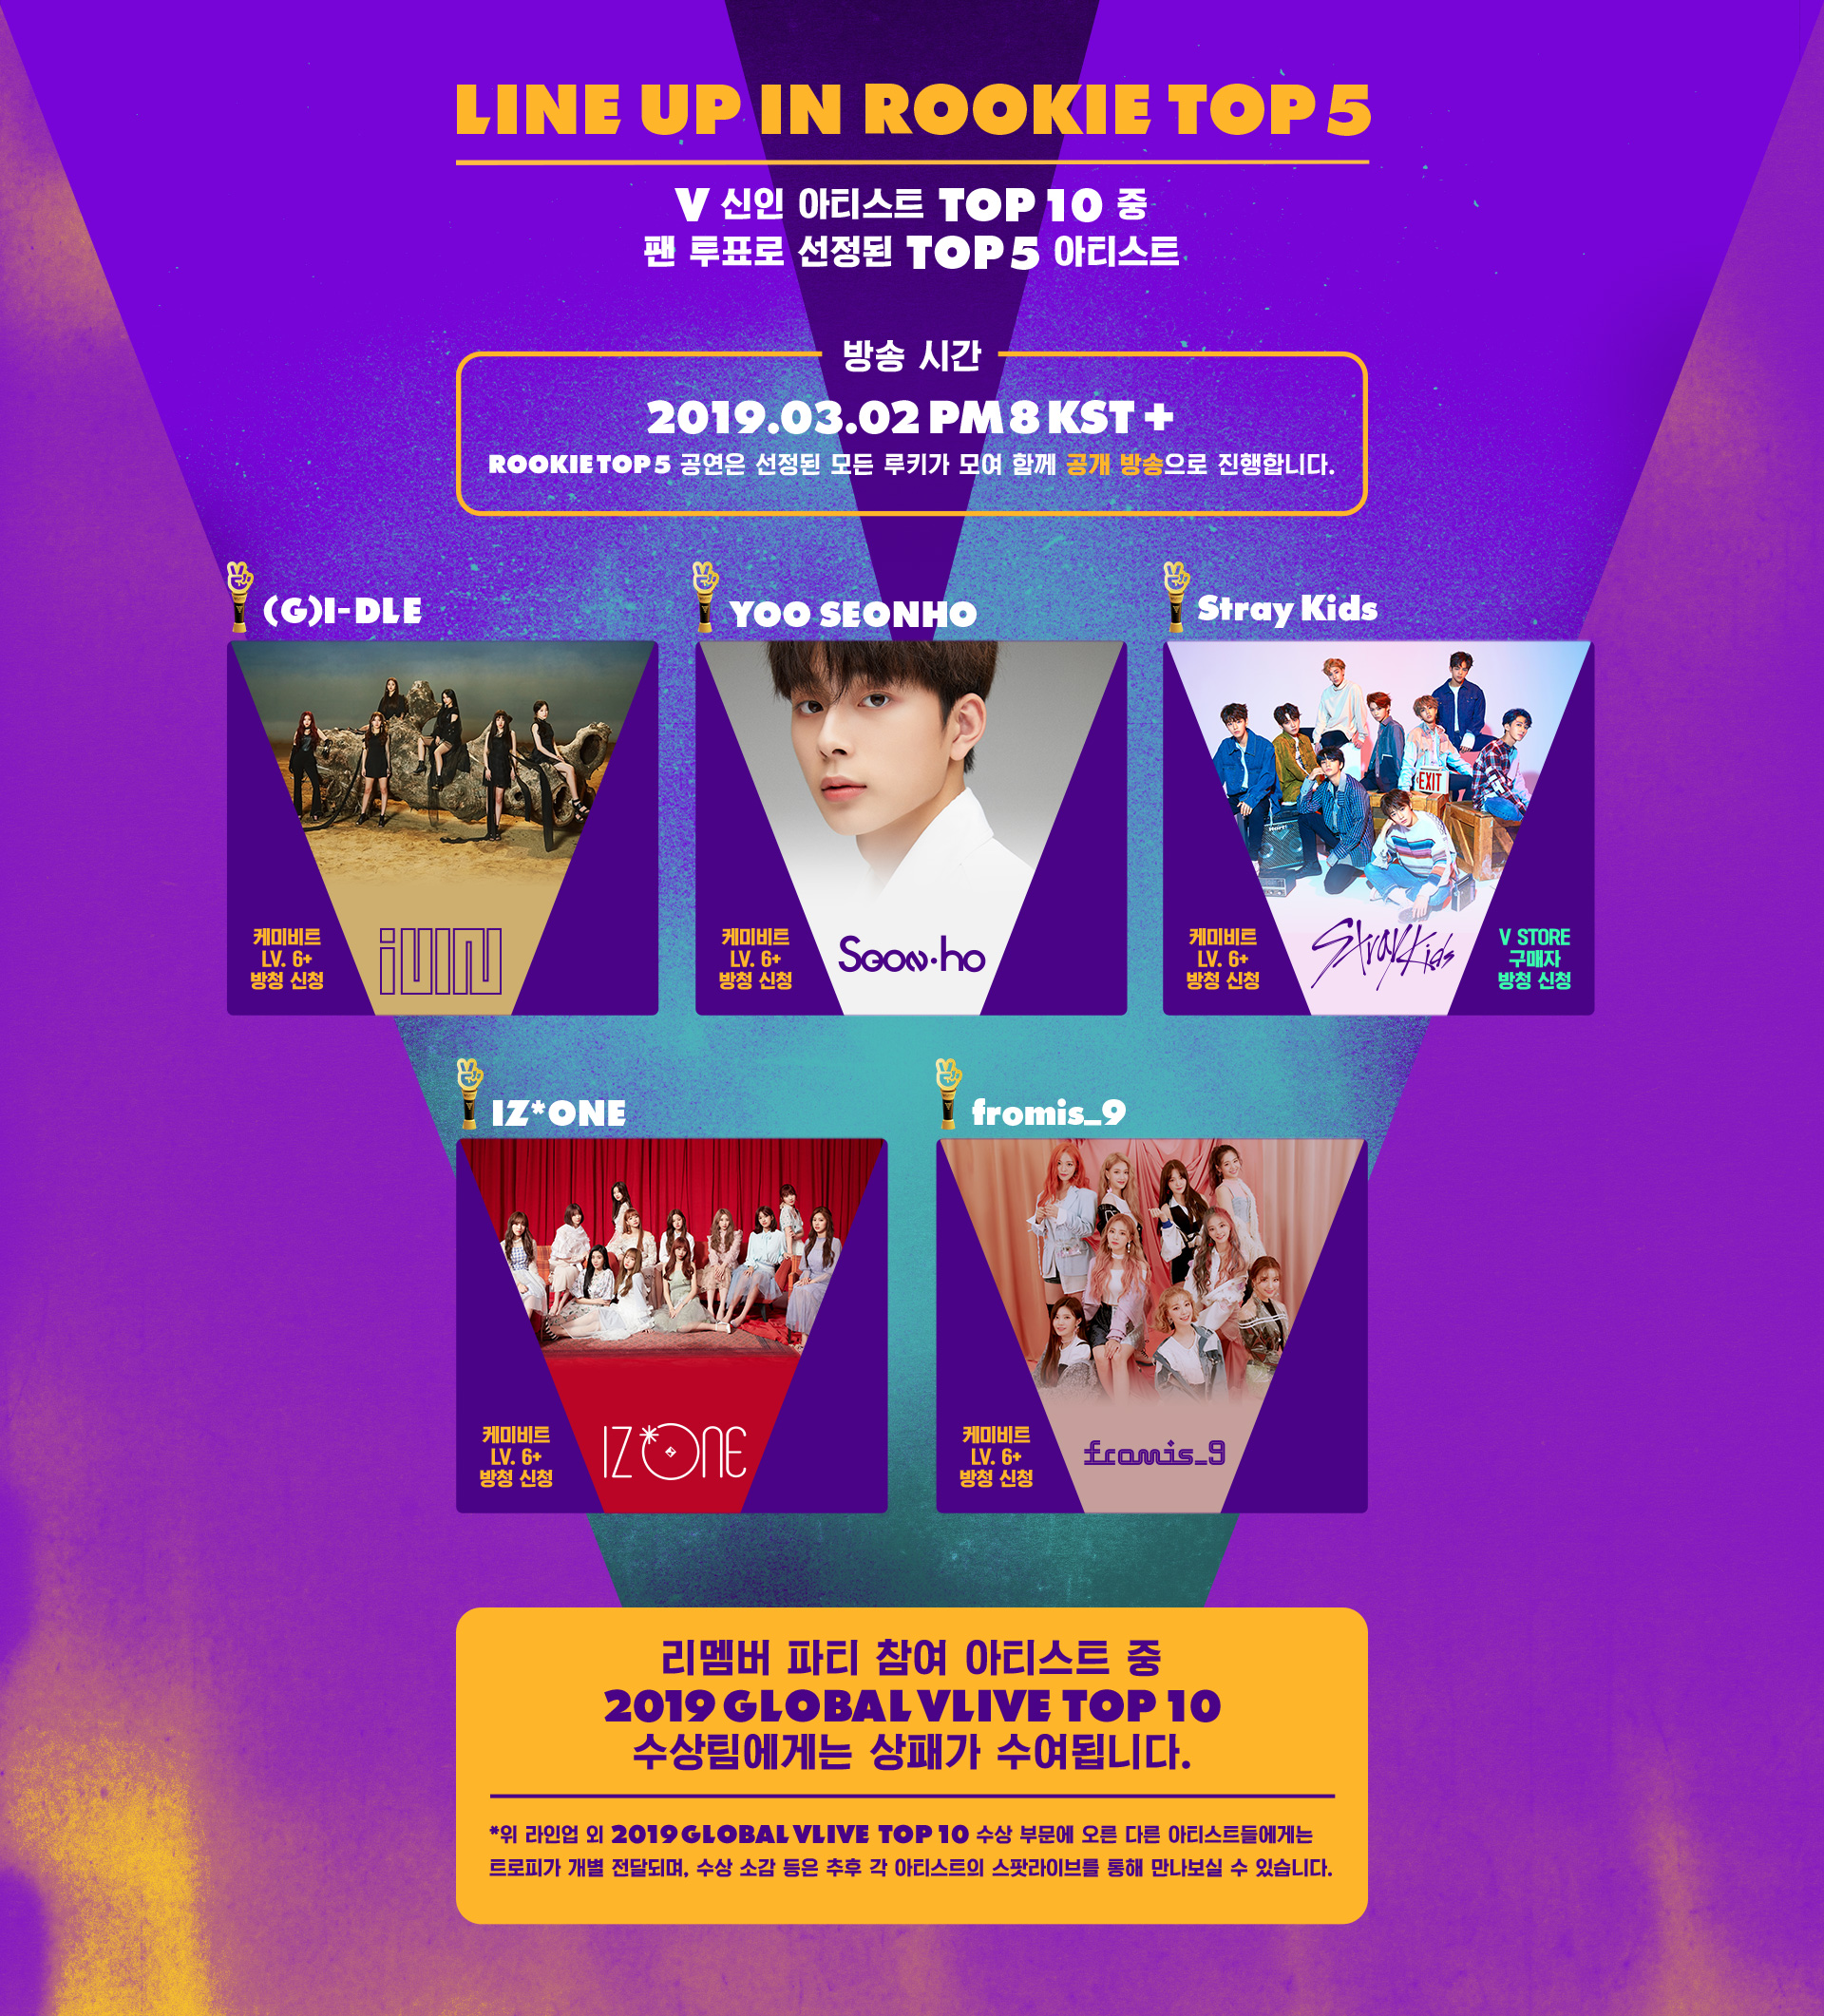 LINE UP IN ROOKIE TOP 5
V 신인 아티스트 TOP 10 중
팬 투표로 선정된 TOP 5 아티스트
방송 시간
2019.03.02 PM 8 KST +
ROOKIE TOP 5 공연은 선정된 모든 루키가 모여 함께 공개 방송으로 진행합니다.
(G)I-DLE
케미비트
LV. 6+
방청 신청
YOO SEONHO
케미비트
LV. 6+
방청 신청
Seon·ho
Stray Kids
EXIT
케미비트
LV. 6+
방청 신청
Stray Kids
V STORE
구매자
방청 신청
IZ*ONE
케미비트
LV. 6+
방청 신청
IZ*ONE
fromis_9
케미비트
LV. 6+
방청 신청
fromis_9
리멤버 파티 참여 아티스트 중
2019 GLOBAL VLIVE TOP 10
수상팀에게는 상패가 수여됩니다.
*위 라인업 외 2019 GLOBAL VLIVE TOP 10 수상 부문에 오른 다른 아티스트들에게는
트로피가 개별 전달되며, 수상 소감 등은 추후 각 아티스트의 스팟라이브를 통해 만나보실 수 있습니다.